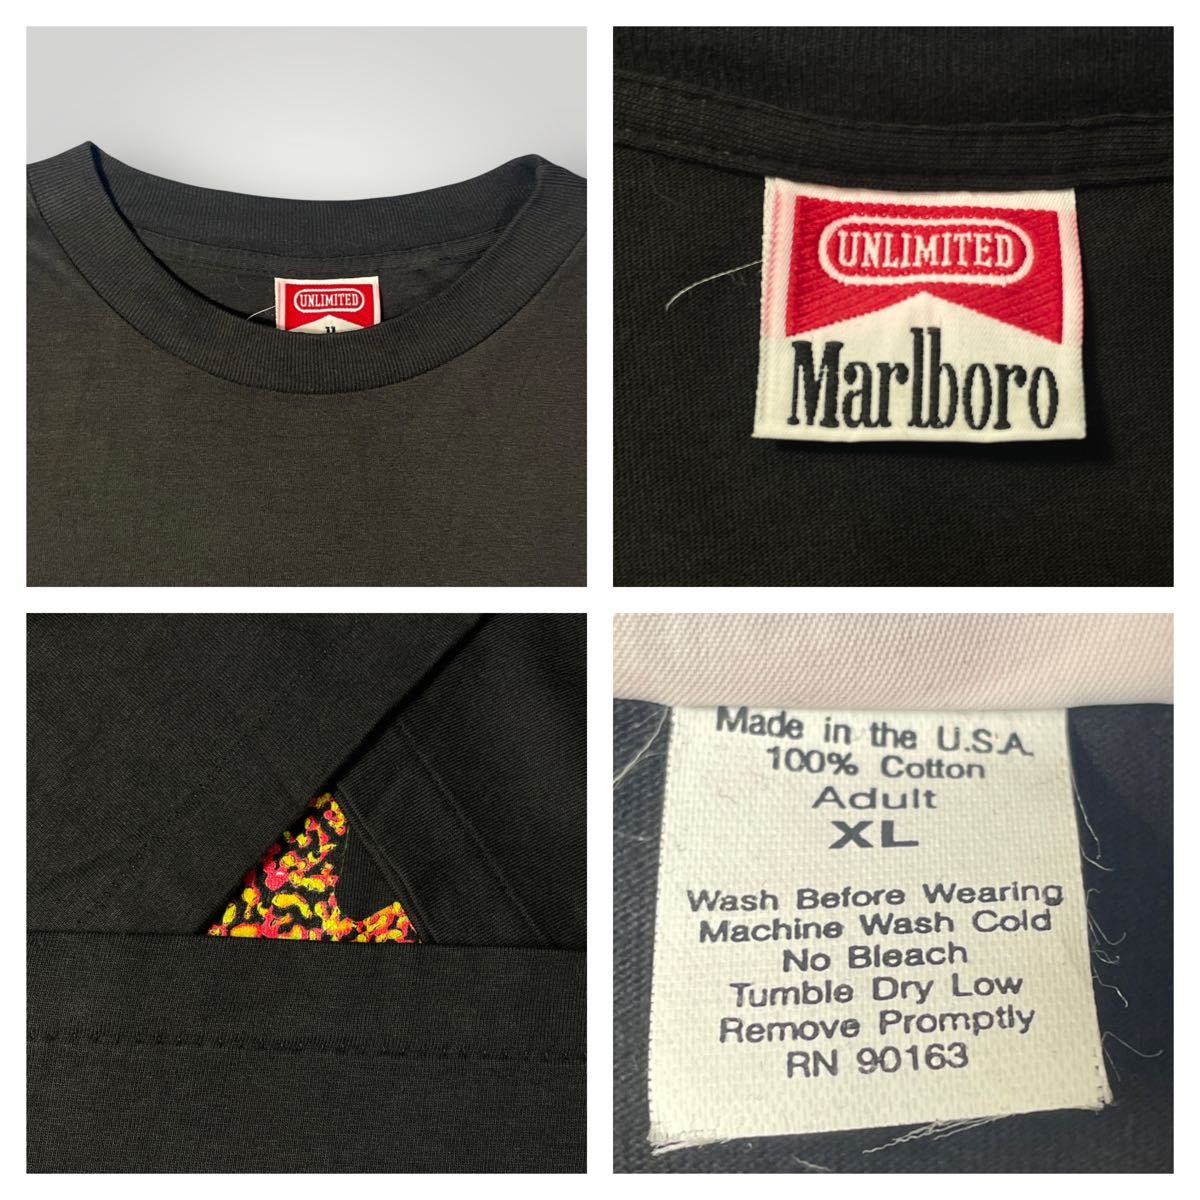 UNLIMITED
UNLIMITED
Marlboro
Made in the U.S.A.
100% Cotton
Adult
XL
Wash Before Wearing
Machine Wash Cold
No Bleach
Tumble Dry Low
Remove Promptly
RN 90163